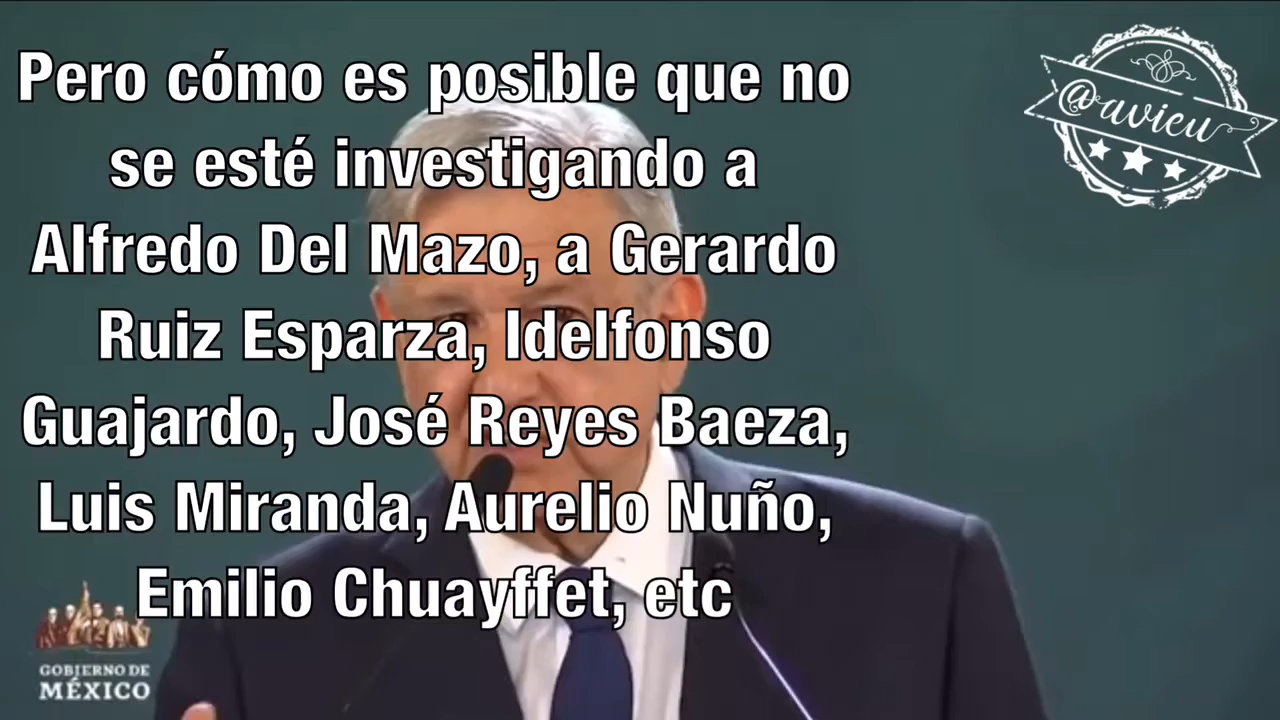 Pero cómo es posible que no
se esté investigando a
Alfredo Del Mazo, a Gerardo
Ruiz Esparza, Idelfonso
Guajardo, José Reyes Baeza,
Luis Miranda, Aurelio Nuño,
Emilio Chuayffet, etc
@avicu
GOBIERNO DE
MÉXICO